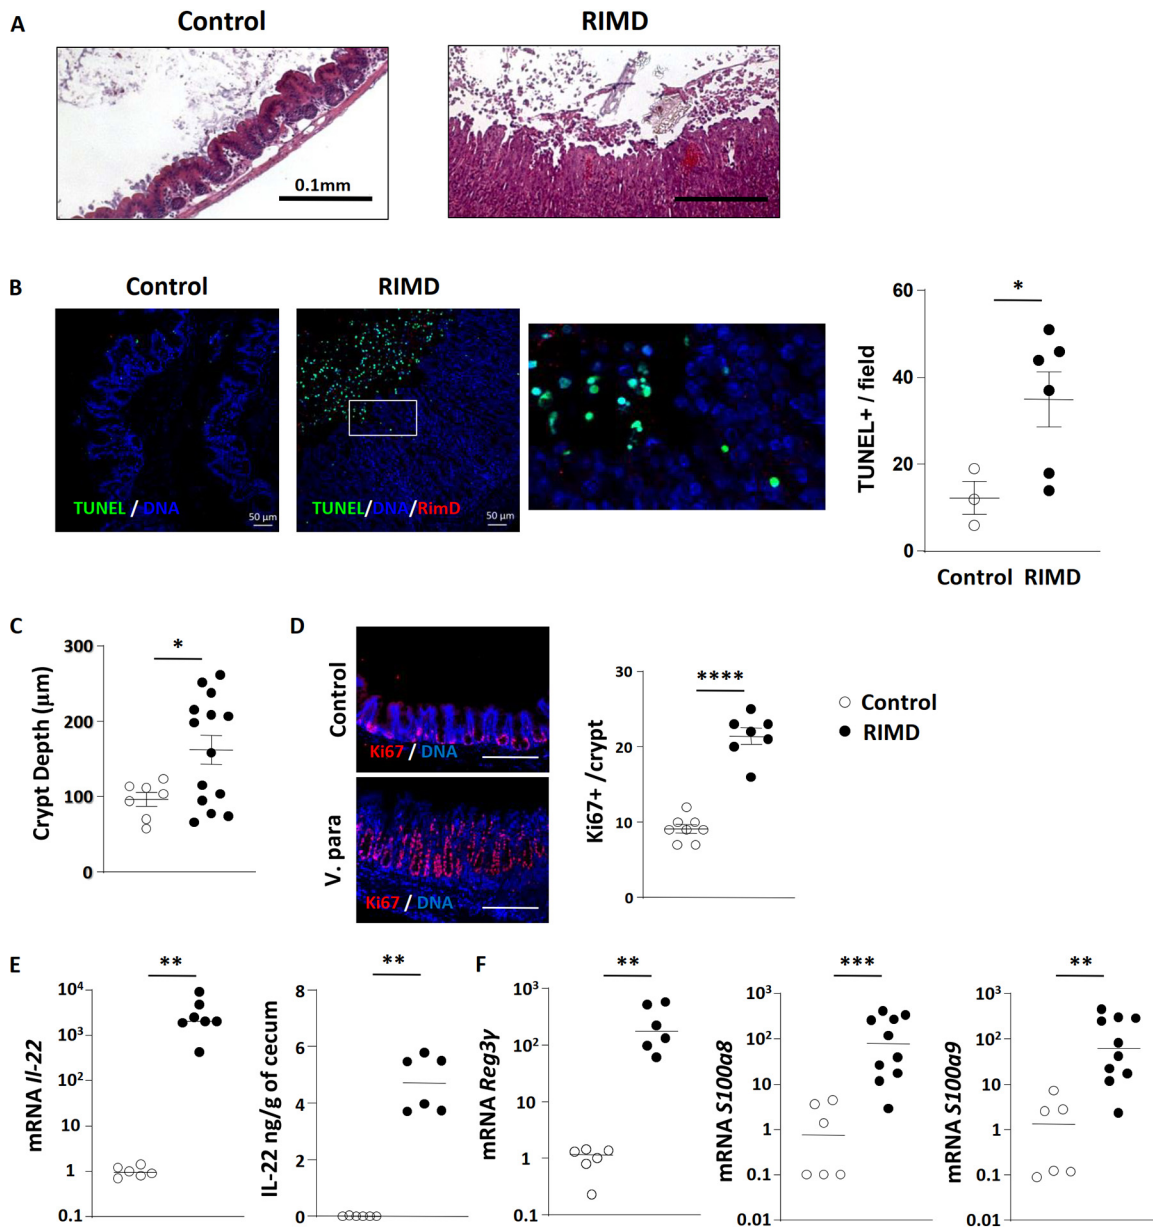 A
Control
RIMD
0.1mm
B
Control
RIMD
TUNEL / DNA
50 µm
TUNEL/DNA/RimD
50 µm
*
TUNEL+ / field
60
40
20
0
Control RIMD
C
*
Crypt Depth (µm)
300
200
100
0
D
Control
Ki67 / DNA
V. para
Ki67 / DNA
****
Ki67+ /crypt
30
20
10
0
Control
RIMD
E
**
mRNA Il-22
10⁴
10³
10²
10
1
0.1
**
IL-22 ng/g of cecum
8
6
4
2
0
F
**
mRNA Reg3γ
10³
10²
10
1
0.1
***
mRNA S100a8
10³
10²
10
1
0.1
0.01
**
mRNA S100a9
10³
10²
10
1
0.1
0.01